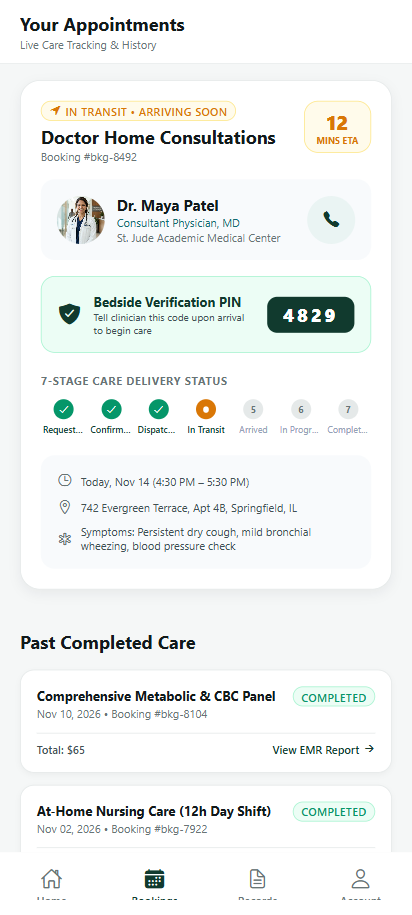 Your Appointments
Live Care Tracking & History
IN TRANSIT • ARRIVING SOON
Doctor Home Consultations
Booking #bkg-8492
12
MINS ETA
Dr. Maya Patel
Consultant Physician, MD
St. Jude Academic Medical Center
Bedside Verification PIN
Tell clinician this code upon arrival
to begin care
4829
7-STAGE CARE DELIVERY STATUS
5 6 7
Request... Confirm... Dispatc... In Transit Arrived In Progr... Complet...
Today, Nov 14 (4:30 PM – 5:30 PM)
742 Evergreen Terrace, Apt 4B, Springfield, IL
Symptoms: Persistent dry cough, mild bronchial
wheezing, blood pressure check
Past Completed Care
Comprehensive Metabolic & CBC Panel
COMPLETED
Nov 10, 2026 • Booking #bkg-8104
Total: $65
View EMR Report →
At-Home Nursing Care (12h Day Shift)
COMPLETED
Nov 02, 2026 • Booking #bkg-7922
Home Bookings Records Account